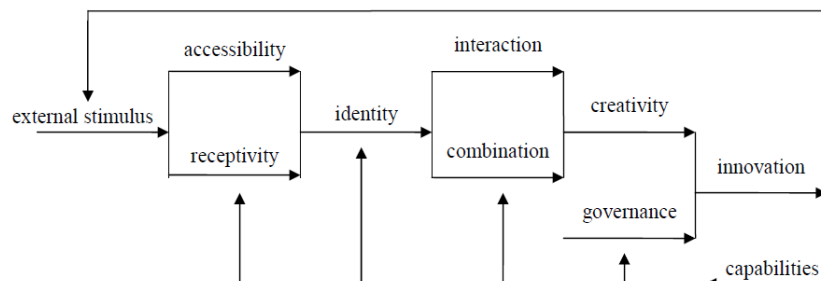 accessibility
interaction
external stimulus
identity
creativity
receptivity
combination
innovation
governance
capabilities